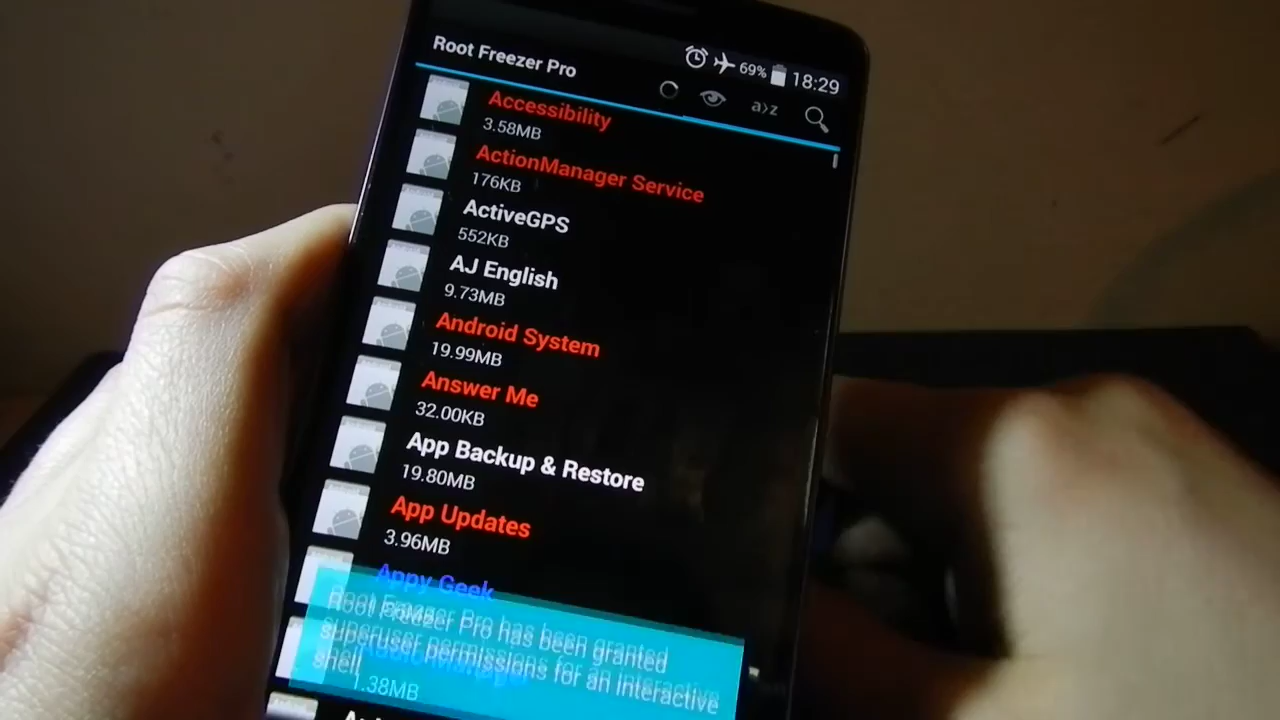 Root Freezer Pro
69% 18:29
a›z
Accessibility
3.58MB
ActionManager Service
176KB
ActiveGPS
552KB
AJ English
9.73MB
Android System
19.99MB
Answer Me
32.00KB
App Backup & Restore
19.80MB
App Updates
3.96MB
Appy Geek
Root Freezer Pro has been granted
superuser permissions for an interactive
shell
1.38MB